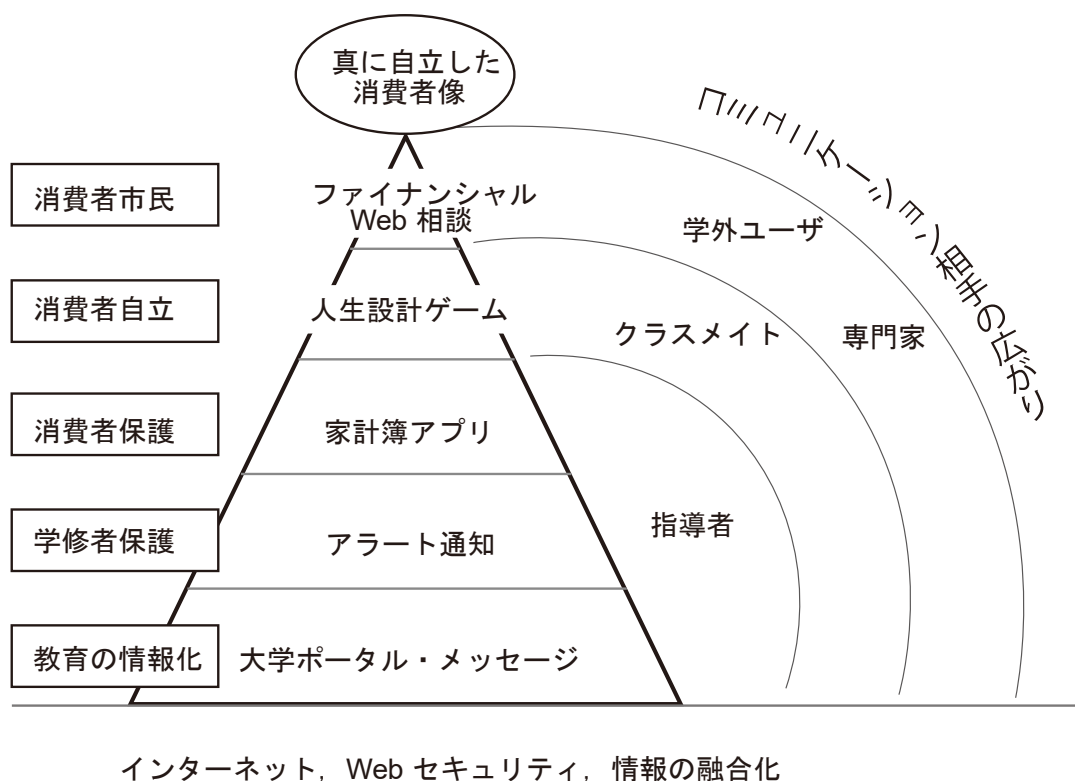 真に自立した
消費者像
コミュニケーション相手の広がり
消費者市民
ファイナンシャル
Web 相談
学外ユーザ
消費者自立
人生設計ゲーム
クラスメイト
専門家
消費者保護
家計簿アプリ
学修者保護
アラート通知
指導者
教育の情報化
大学ポータル・メッセージ
インターネット，Web セキュリティ，情報の融合化